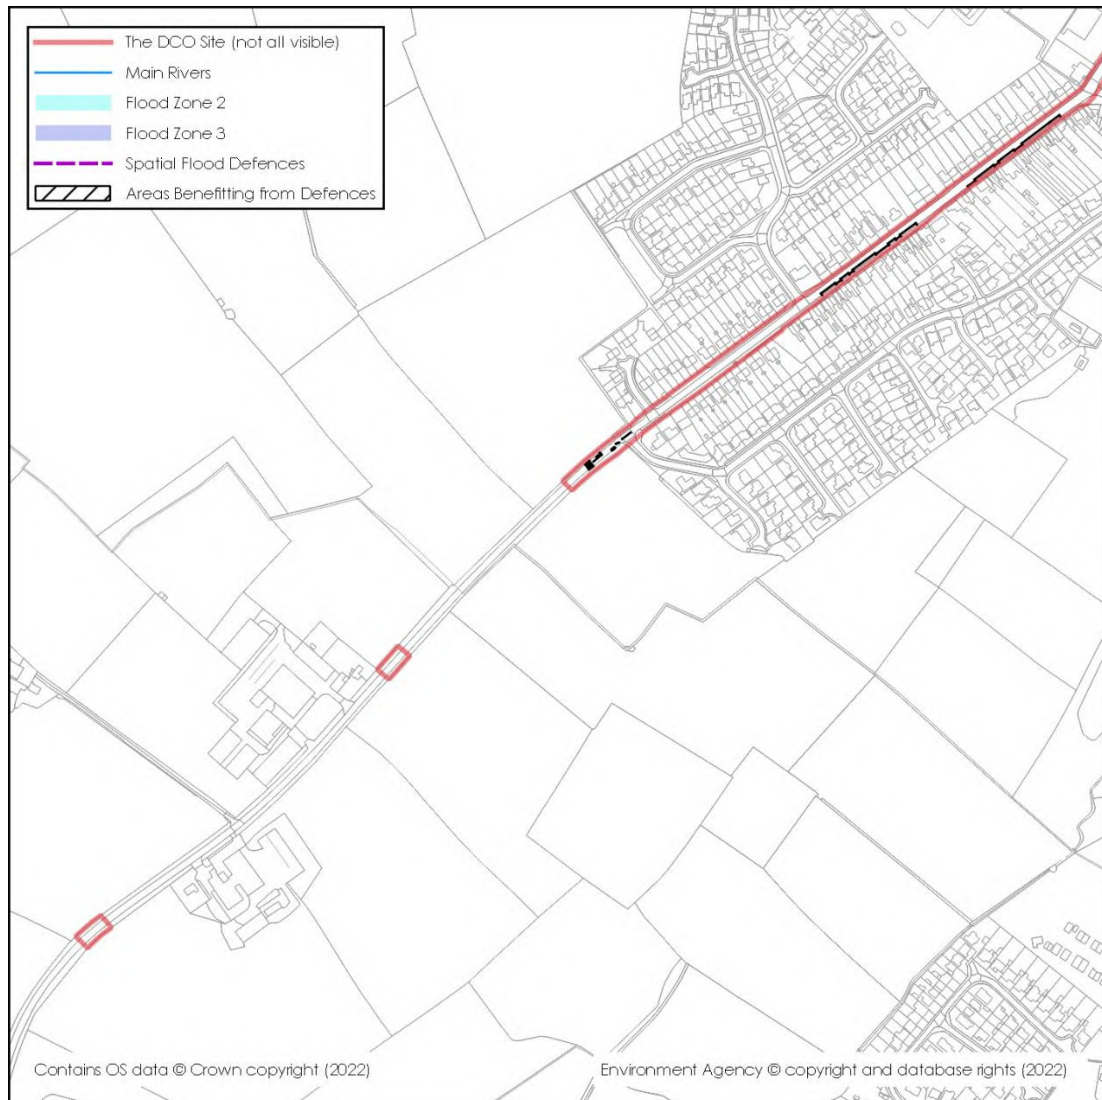 The DCO Site (not all visible)
Main Rivers
Flood Zone 2
Flood Zone 3
Spatial Flood Defences
Areas Benefitting from Defences
Contains OS data © Crown copyright (2022)
Environment Agency © copyright and database rights (2022)